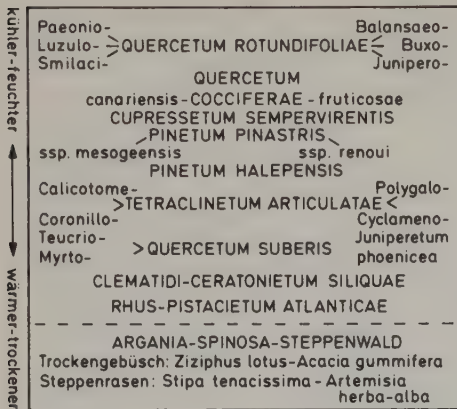 kühler-feuchter
wärmer-trockener
Paeonio- Balansaeo-
Luzulo- QUERCETUM ROTUNDIFOLIAE Buxo-
Smilaci- Junipero-
QUERCETUM
canariensis-COCCIFERAE-fruticosae
CUPRESSETUM SEMPERVIRENTIS
PINETUM PINASTRIS
ssp. mesogeensis ssp. renoui
PINETUM HALEPENSIS
Calicotome- Polygalo-
>TETRACLINETUM ARTICULATAE<
Coronillo- Cyclameno-
Teucrio- >QUERCETUM SUBERIS Juniperetum
Myrto- phoenicea
CLEMATIDI-CERATONIETUM SILIQUAE
RHUS-PISTACIETUM ATLANTICAE
ARGANIA-SPINOSA-STEPPENWALD
Trockengebüsch: Ziziphus lotus-Acacia gummifera
Steppenrasen: Stipa tenacissima-Artemisia
herba-alba